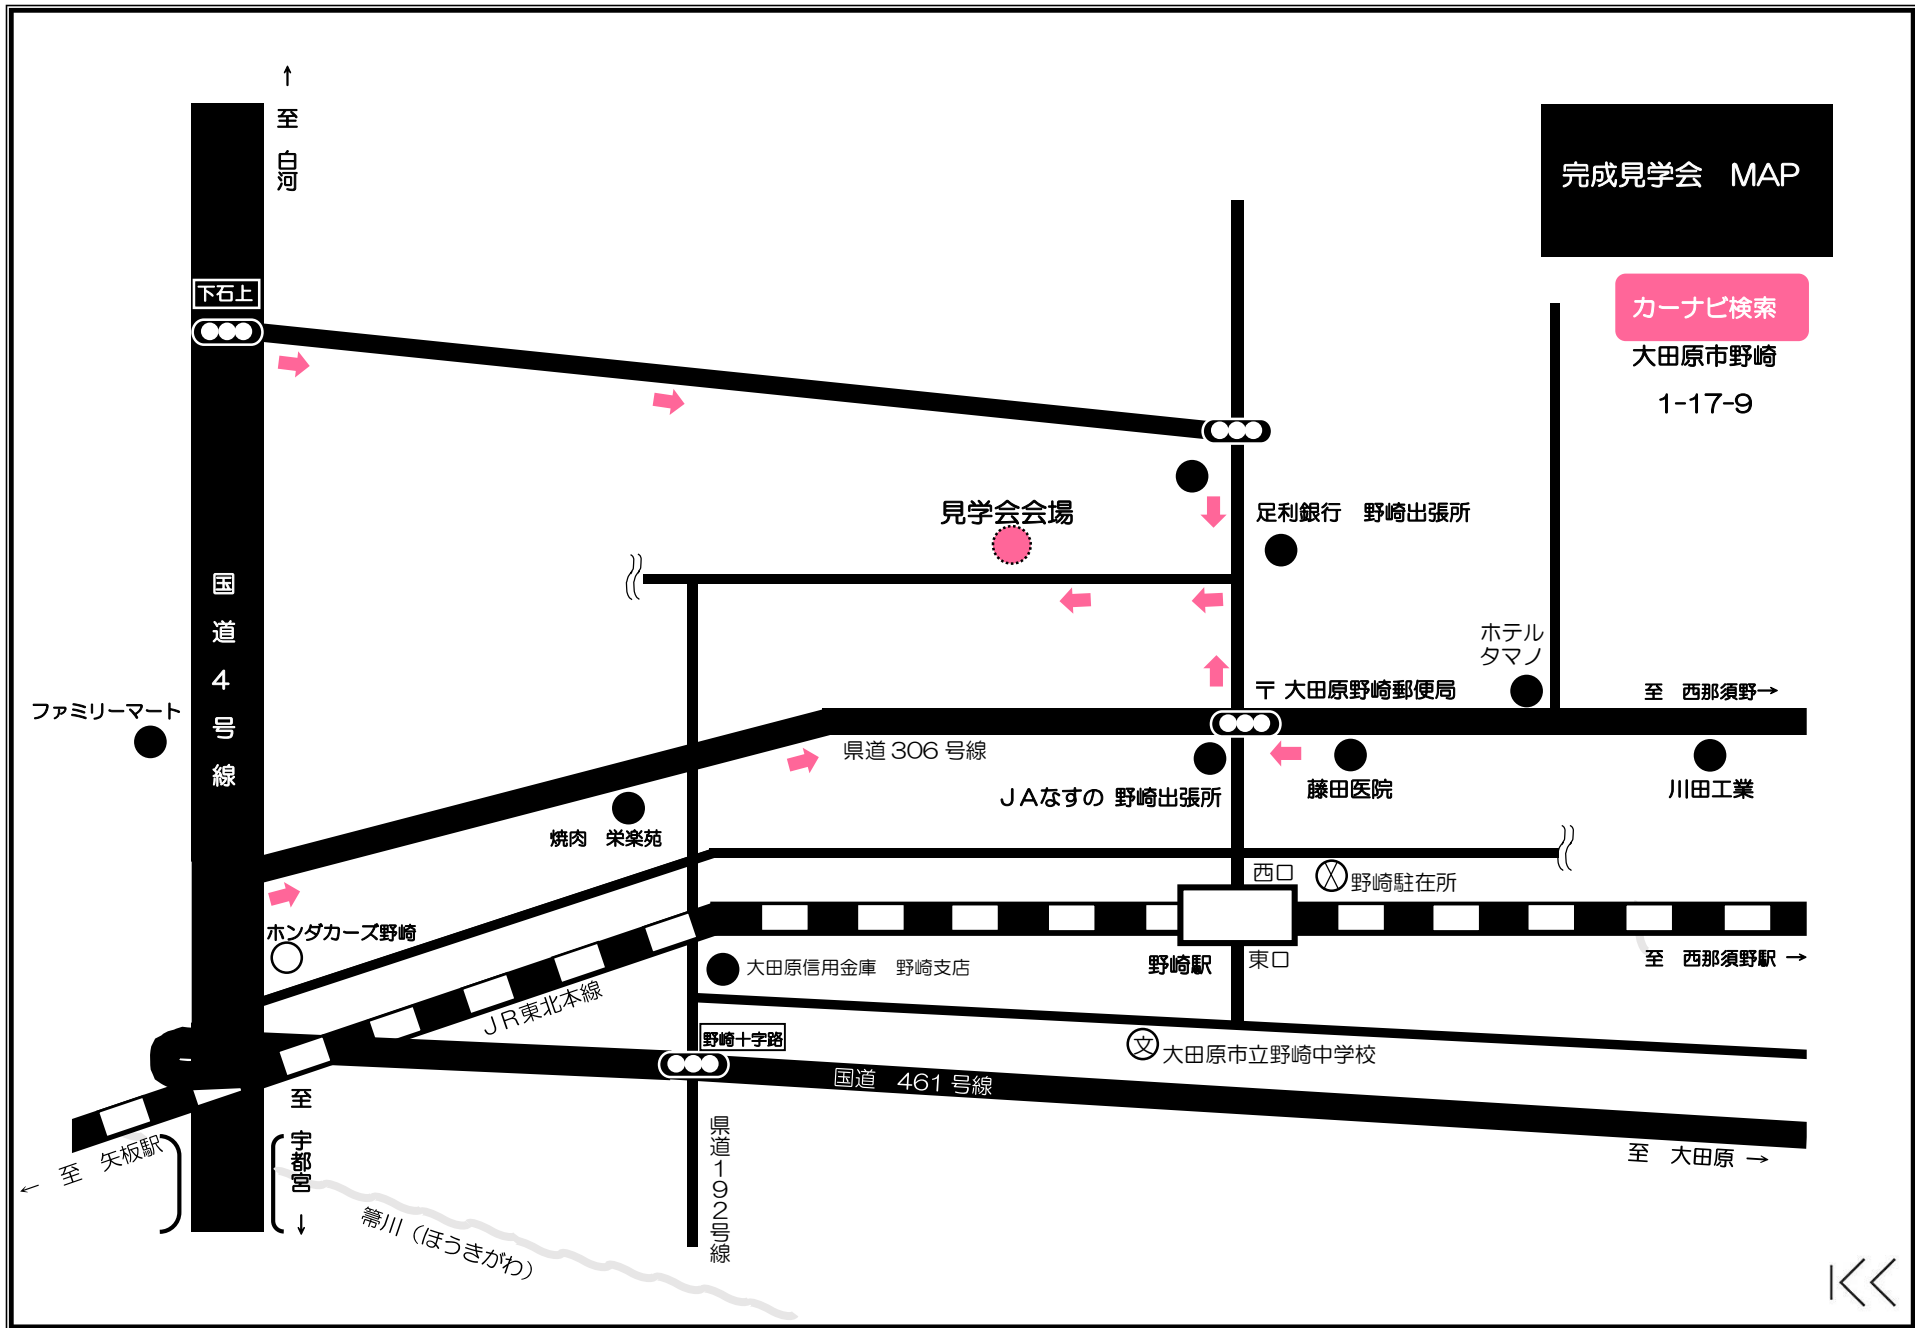 ↑ 至 白河
完成見学会 MAP
下石上
カーナビ検索
大田原市野崎
1-17-9
見学会会場
足利銀行 野崎出張所
国道4号線
ホテル
タマノ
ファミリーマート
〒 大田原野崎郵便局
至 西那須野→
県道 306 号線
JAなすの 野崎出張所
藤田医院
川田工業
焼肉 栄楽苑
西口
野崎駐在所
ホンダカーズ野崎
大田原信用金庫 野崎支店
野崎駅
東口
至 西那須野駅 →
JR東北本線
野崎十字路
文
大田原市立野崎中学校
国道 461 号線
至 宇都宮 ↓
← 至 矢板駅
県道192号線
至 大田原 →
箒川（ほうきがわ）